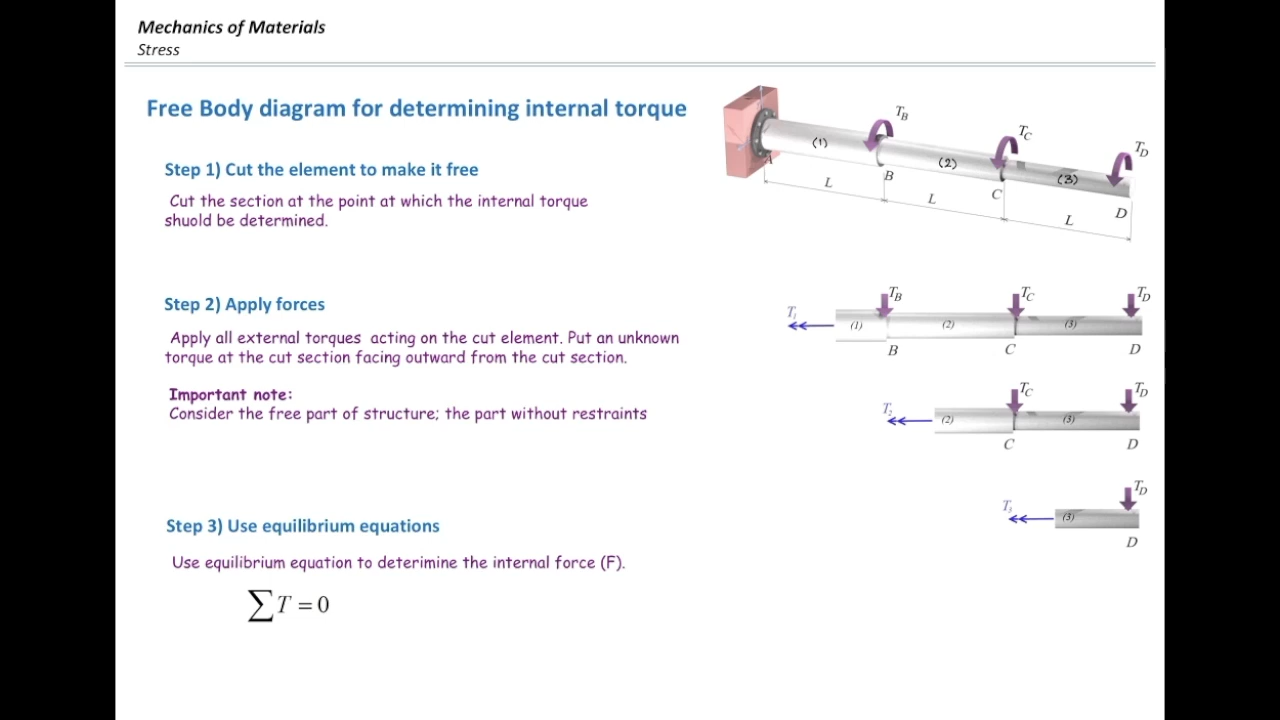 Mechanics of Materials
Stress
Free Body diagram for determining internal torque
Step 1) Cut the element to make it free
Cut the section at the point at which the internal torque
shuold be determined.
Step 2) Apply forces
Apply all external torques acting on the cut element. Put an unknown
torque at the cut section facing outward from the cut section.
Important note:
Consider the free part of structure; the part without restraints
Step 3) Use equilibrium equations
Use equilibrium equation to deterimine the internal force (F).
∑T = 0
T_B
T_C
T_D
(1)
(2)
(3)
A
B
C
D
L
L
L
T_B T_C T_D
T_1
(1) (2) (3)
B C D
T_C T_D
T_2
(2) (3)
C D
T_D
T_3
(3)
D